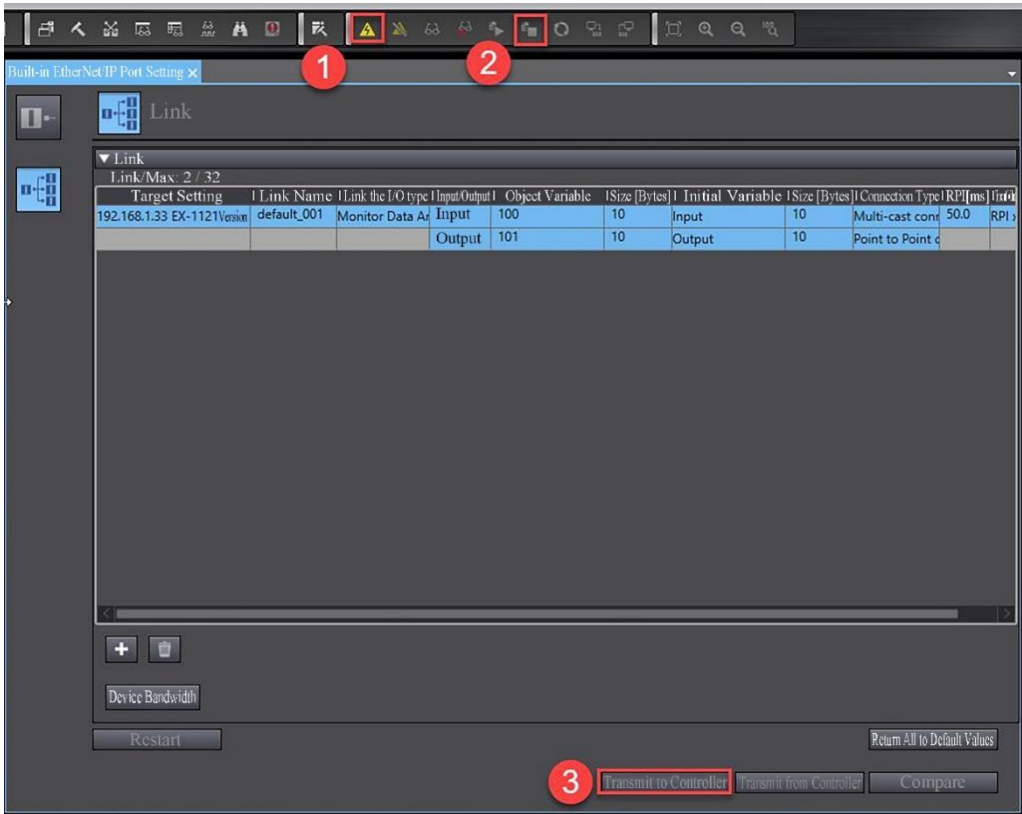 1
2
Built-in EtherNet/IP Port Setting ×
Link
▼ Link
Link/Max: 2 / 32
Target Setting Link Name Link the I/O type Input/Output Object Variable Size [Bytes] Initial Variable Size [Bytes] Connection Type RPI[ms]
192.168.1.33 EX-1121 Version default_001 Monitor Data Ar Input 100 10 Input 10 Multi-cast conr 50.0 RPI x
Output 101 10 Output 10 Point to Point c
+
Device Bandwidth
Restart
Return All to Default Values
3
Transmit to Controller Transmit from Controller Compare